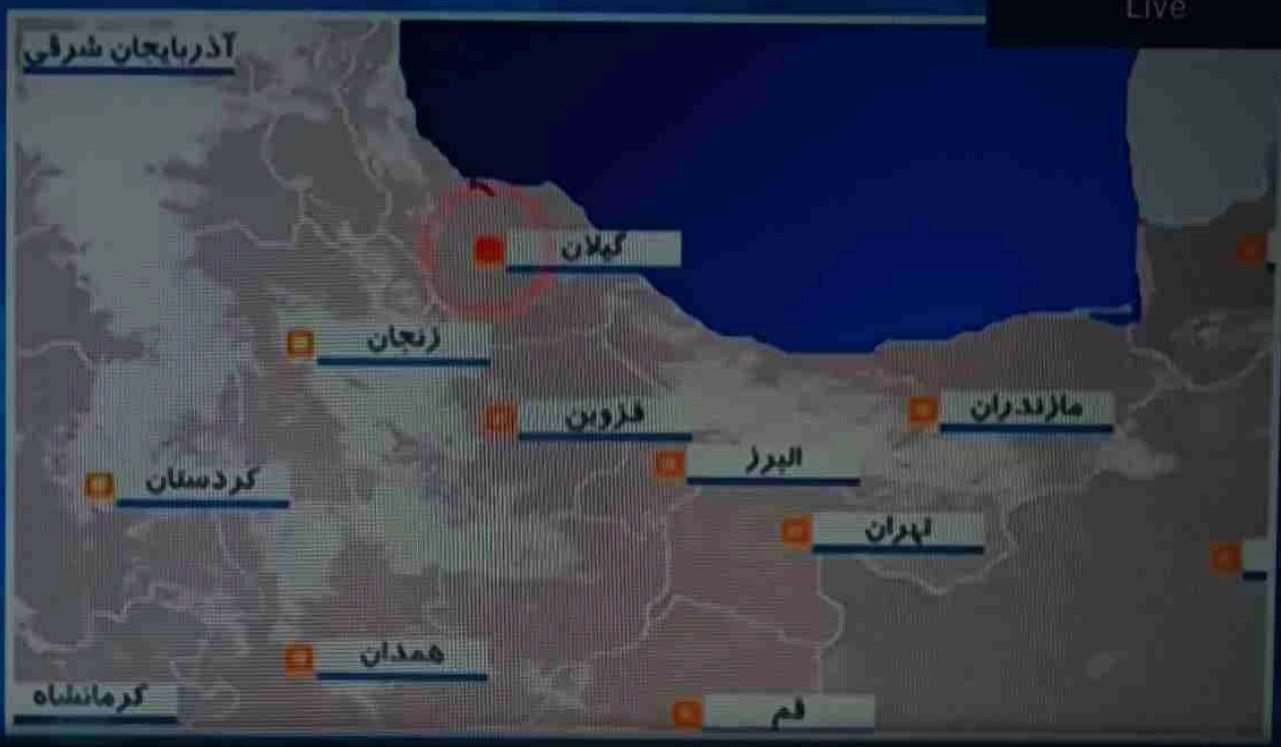 Live
آذربایجان شرقی
گیلان
زنجان
قزوین
مازندران
البرز
کردستان
تهران
همدان
کرمانشاه
قم